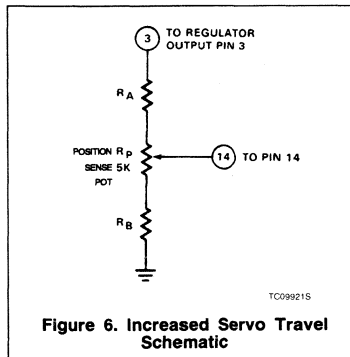 3 TO REGULATOR
OUTPUT PIN 3
RA
POSITION RP
SENSE 5K
POT
14 TO PIN 14
RB
TC09921S
Figure 6. Increased Servo Travel
Schematic